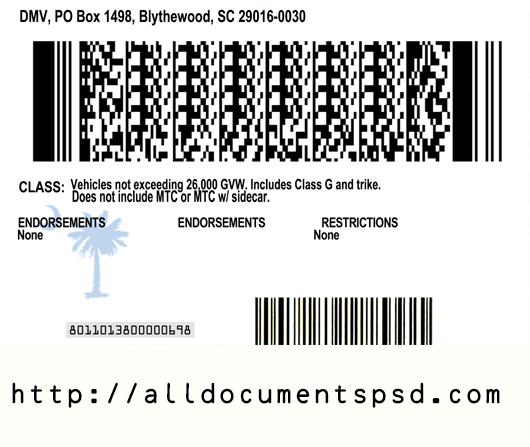 DMV, PO Box 1498, Blythewood, SC 29016-0030
CLASS: Vehicles not exceeding 26,000 GVW. Includes Class G and trike.
Does not include MTC or MTC w/ sidecar.
ENDORSEMENTS ENDORSEMENTS RESTRICTIONS
None None
8011013800000698
http://alldocumentspsd.com